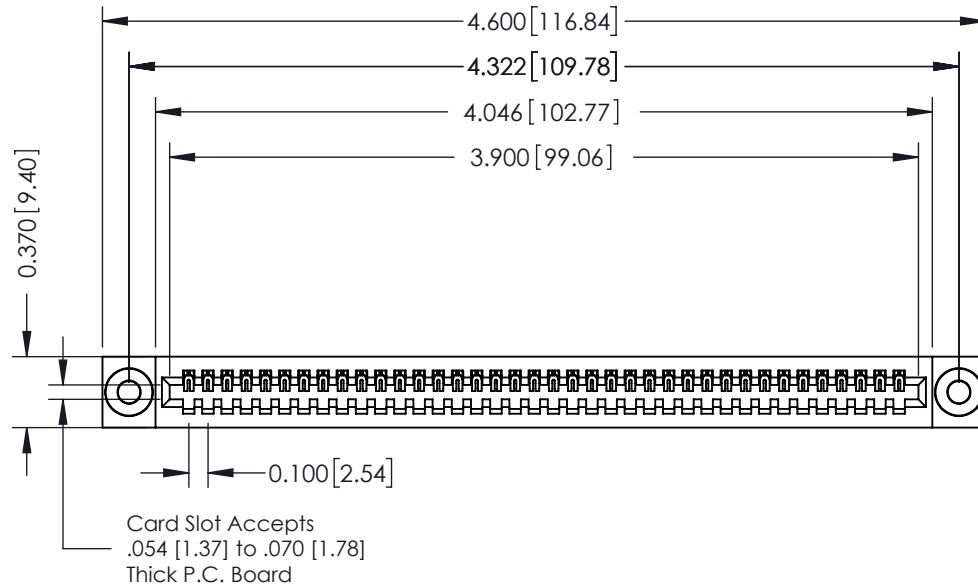 4.600 [116.84]
4.322 [109.78]
4.046 [102.77]
3.900 [99.06]
0.370 [9.40]
0.100 [2.54]
Card Slot Accepts
.054 [1.37] to .070 [1.78]
Thick P.C. Board